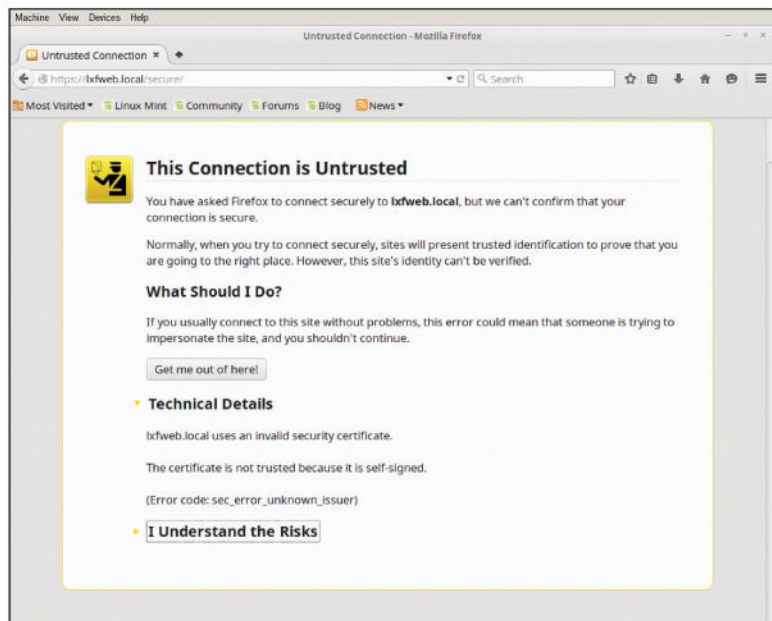 Machine View Devices Help
Untrusted Connection - Mozilla Firefox
Untrusted Connection
https://lxfweb.local/secure/
Search
Most Visited Linux Mint Community Forums Blog News
This Connection is Untrusted
You have asked Firefox to connect securely to lxfweb.local, but we can't confirm that your
connection is secure.
Normally, when you try to connect securely, sites will present trusted identification to prove that you
are going to the right place. However, this site's identity can't be verified.
What Should I Do?
If you usually connect to this site without problems, this error could mean that someone is trying to
impersonate the site, and you shouldn't continue.
Get me out of here!
Technical Details
lxfweb.local uses an invalid security certificate.
The certificate is not trusted because it is self-signed.
(Error code: sec_error_unknown_issuer)
I Understand the Risks